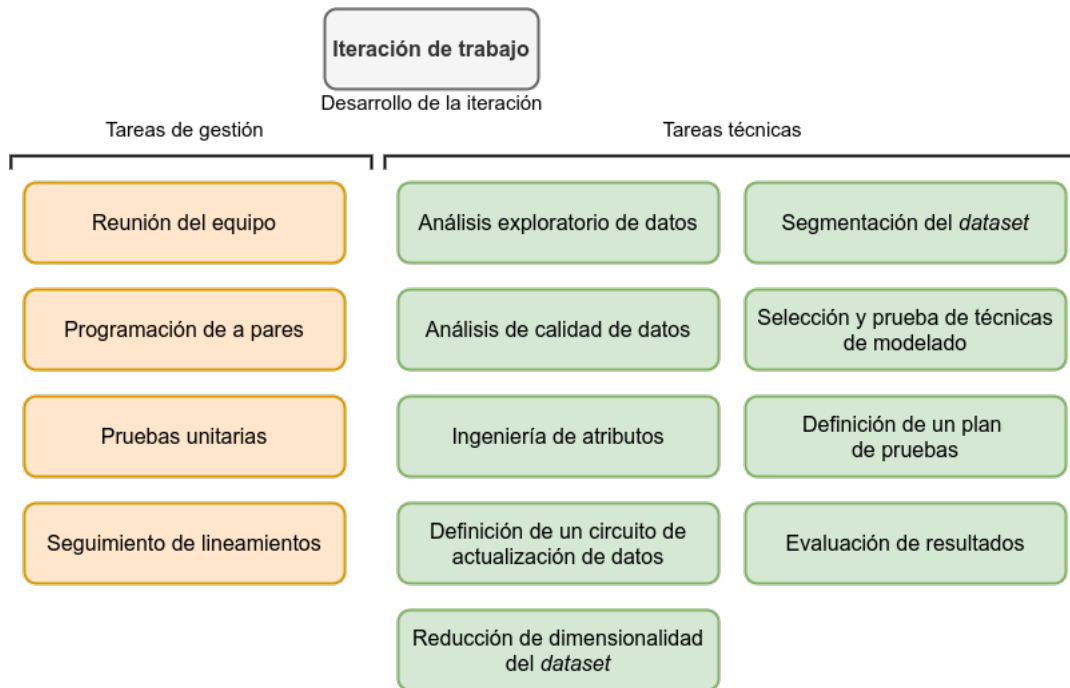 Iteración de trabajo
Desarrollo de la iteración
Tareas de gestión
Reunión del equipo
Programación de a pares
Pruebas unitarias
Seguimiento de lineamientos
Tareas técnicas
Análisis exploratorio de datos
Análisis de calidad de datos
Ingeniería de atributos
Definición de un circuito de
actualización de datos
Reducción de dimensionalidad
del dataset
Segmentación del dataset
Selección y prueba de técnicas
de modelado
Definición de un plan
de pruebas
Evaluación de resultados